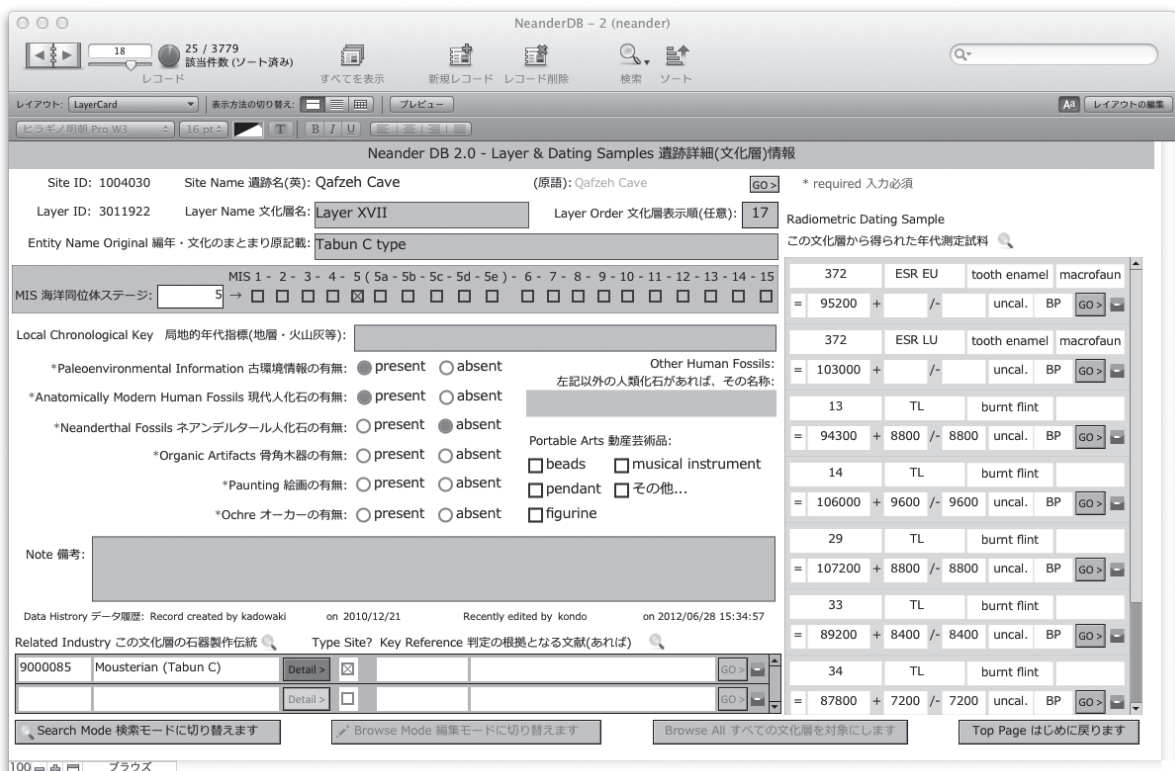 NeanderDB – 2 (neander)
18
25 / 3779
該当件数 (ソート済み)
レコード
すべてを表示
新規レコード レコード削除
検索 ソート
レイアウト: LayerCard
表示方法の切り替え:
プレビュー
Aa
レイアウトの編集
ヒラギノ明朝 Pro W3
16 pt
T
B I U
Neander DB 2.0 - Layer & Dating Samples 遺跡詳細(文化層)情報
Site ID: 1004030 Site Name 遺跡名(英): Qafzeh Cave (原語): Qafzeh Cave GO >
* required 入力必須
Layer ID: 3011922 Layer Name 文化層名: Layer XVII Layer Order 文化層表示順(任意): 17
Entity Name Original 編年・文化のまとまり原記載: Tabun C type
MIS 1 - 2 - 3 - 4 - 5 ( 5a - 5b - 5c - 5d - 5e ) - 6 - 7 - 8 - 9 - 10 - 11 - 12 - 13 - 14 - 15
MIS 海洋同位体ステージ: 5 →
Local Chronological Key 局地的年代指標(地層・火山灰等):
*Paleoenvironmental Information 古環境情報の有無: present absent
*Anatomically Modern Human Fossils 現代人化石の有無: present absent
*Neanderthal Fossils ネアンデルタール人化石の有無: present absent
*Organic Artifacts 骨角木器の有無: present absent
*Paunting 絵画の有無: present absent
*Ochre オーカーの有無: present absent
Other Human Fossils:
左記以外の人類化石があれば、その名称:
Portable Arts 動産芸術品:
beads musical instrument
pendant その他...
figurine
Note 備考:
Data Histrory データ履歴: Record created by kadowaki on 2010/12/21 Recently edited by kondo on 2012/06/28 15:34:57
Related Industry この文化層の石器製作伝統 Type Site? Key Reference 判定の根拠となる文献(あれば)
9000085 Mousterian (Tabun C) Detail > GO >
Detail > GO >
Radiometric Dating Sample
この文化層から得られた年代測定試料
372 ESR EU tooth enamel macrofaun
= 95200 + /- uncal. BP GO >
372 ESR LU tooth enamel macrofaun
= 103000 + /- uncal. BP GO >
13 TL burnt flint
= 94300 + 8800 /- 8800 uncal. BP GO >
14 TL burnt flint
= 106000 + 9600 /- 9600 uncal. BP GO >
29 TL burnt flint
= 107200 + 8800 /- 8800 uncal. BP GO >
33 TL burnt flint
= 89200 + 8400 /- 8400 uncal. BP GO >
34 TL burnt flint
= 87800 + 7200 /- 7200 uncal. BP GO >
Search Mode 検索モードに切り替えます
Browse Mode 編集モードに切り替えます
Browse All すべての文化層を対象にします
Top Page はじめに戻ります
100 ブラウズ